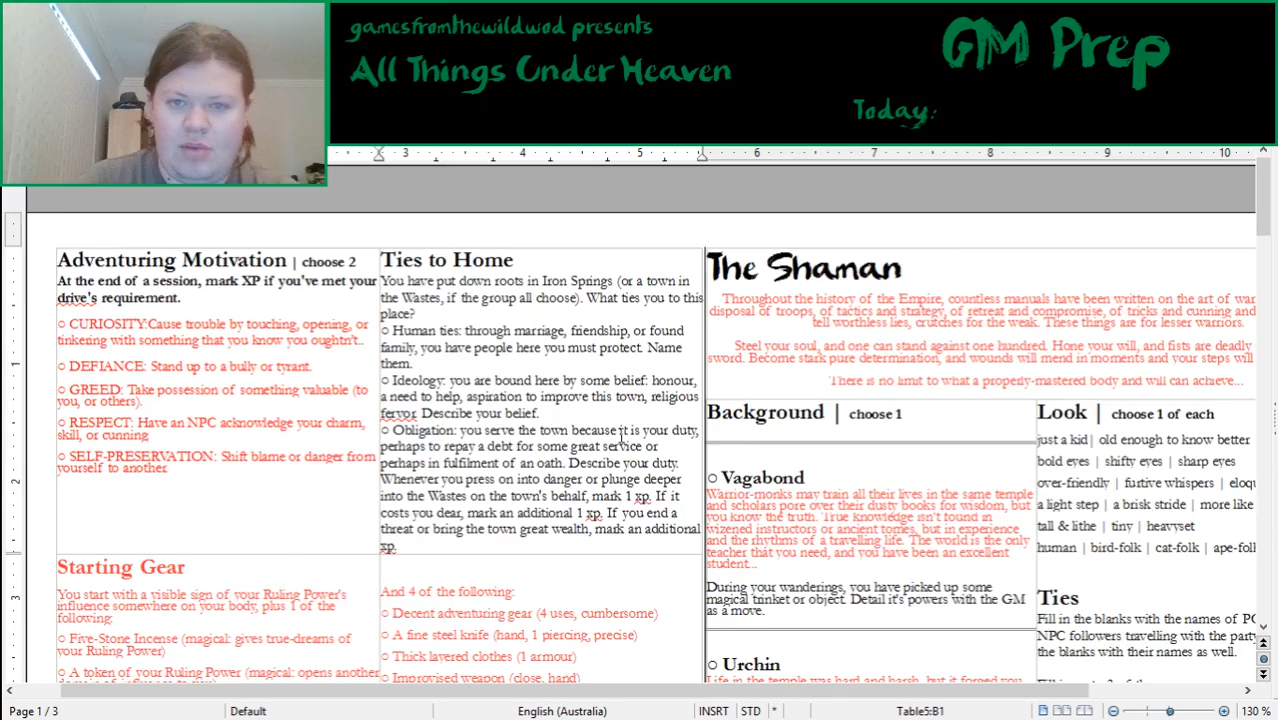 gamesfromthewildwod presents
All Things Under Heaven
GM Prep
Today:
3 4 5 6 7 8 9 10
Adventuring Motivation | choose 2
At the end of a session, mark XP if you've met your
drive's requirement.
○ CURIOSITY:Cause trouble by touching, opening, or
tinkering with something that you know you oughtn't..
○ DEFIANCE: Stand up to a bully or tyrant.
○ GREED: Take possession of something valuable (to
you, or others).
○ RESPECT: Have an NPC acknowledge your charm,
skill, or cunning
○ SELF-PRESERVATION: Shift blame or danger from
yourself to another.
Starting Gear
You start with a visible sign of your Ruling Power's
influence somewhere on your body, plus 1 of the
following:
○ Five-Stone Incense (magical: gives true-dreams of
your Ruling Power)
○ A token of your Ruling Power (magical: opens another
Ties to Home
You have put down roots in Iron Springs (or a town in
the Wastes, if the group all choose). What ties you to this
place?
○ Human ties: through marriage, friendship, or found
family, you have people here you must protect. Name
them.
○ Ideology: you are bound here by some belief: honour,
a need to help, aspiration to improve this town, religious
fervor. Describe your belief.
○ Obligation: you serve the town because it is your duty,
perhaps to repay a debt for some great service or
perhaps in fulfilment of an oath. Describe your duty.
Whenever you press on into danger or plunge deeper
into the Wastes on the town's behalf, mark 1 xp. If it
costs you dear, mark an additional 1 xp. If you end a
threat or bring the town great wealth, mark an additional
xp.
And 4 of the following:
○ Decent adventuring gear (4 uses, cumbersome)
○ A fine steel knife (hand, 1 piercing, precise)
○ Thick layered clothes (1 armour)
○ Improvised weapon (close, hand)
The Shaman
Throughout the history of the Empire, countless manuals have been written on the art of war
disposal of troops, of tactics and strategy, of retreat and compromise, of tricks and cunning and
tell worthless lies, crutches for the weak. These things are for lesser warriors.
Steel your soul, and one can stand against one hundred. Hone your will, and fists are deadly
sword. Become stark pure determination, and wounds will mend in moments and your steps will
There is no limit to what a properly-mastered body and will can achieve...
Background | choose 1
○ Vagabond
Warrior-monks may train all their lives in the same temple
and scholars pore over their dusty books for wisdom, but
you know the truth. True knowledge isn't found in
wizened instructors or ancient tomes, but in experience
and the rhythms of a travelling life. The world is the only
teacher that you need, and you have been an excellent
student...
During your wanderings, you have picked up some
magical trinket or object. Detail it's powers with the GM
as a move.
○ Urchin
Life in the temple was hard and harsh, but it forged you
Look | choose 1 of each
just a kid | old enough to know better
bold eyes | shifty eyes | sharp eyes
over-friendly | furtive whispers | eloqu
a light step | a brisk stride | more like
tall & lithe | tiny | heavyset
human | bird-folk | cat-folk | ape-fol
Ties
Fill in the blanks with the names of PC
NPC followers travelling with the party
the blanks with their names as well.
1
2
3
Page 1 / 3
Default
English (Australia)
INSRT
STD
*
Table5:B1
130 %